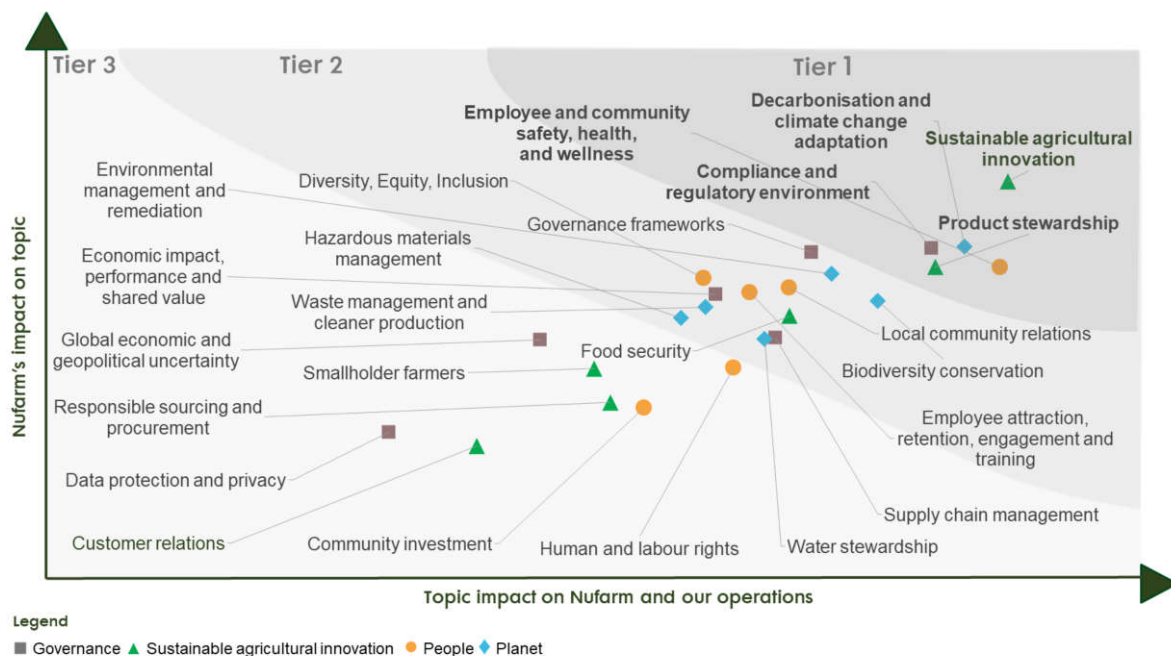 Tier 3
Tier 2
Tier 1
Employee and community
safety, health,
and wellness
Decarbonisation and
climate change
adaptation
Sustainable agricultural
innovation
Environmental
management and
remediation
Diversity, Equity, Inclusion
Compliance and
regulatory environment
Governance frameworks
Product stewardship
Hazardous materials
management
Economic impact,
performance and
shared value
Waste management and
cleaner production
Global economic and
geopolitical uncertainty
Food security
Local community relations
Smallholder farmers
Biodiversity conservation
Responsible sourcing and
procurement
Employee attraction,
retention, engagement and
training
Data protection and privacy
Supply chain management
Customer relations
Community investment
Human and labour rights
Water stewardship
Nufarm's impact on topic
Topic impact on Nufarm and our operations
Legend
Governance
Sustainable agricultural innovation
People
Planet